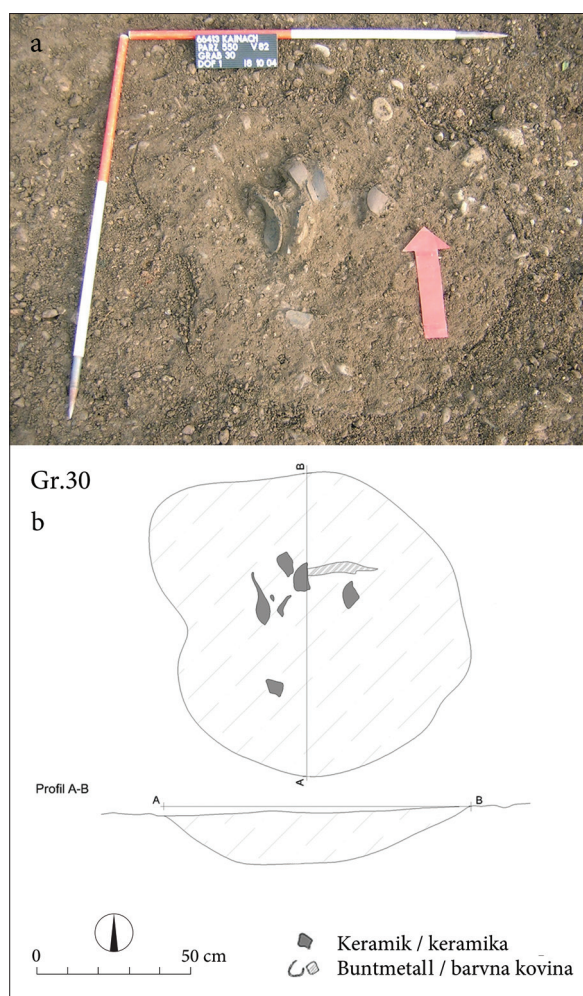 a
66413 KAINACH
PARZ 550 V82
GRAB 30
DOF 1 18 10 04
Gr.30
b
B
A
Profil A-B
A
B
0
50 cm
Keramik / keramika
Buntmetall / barvna kovina